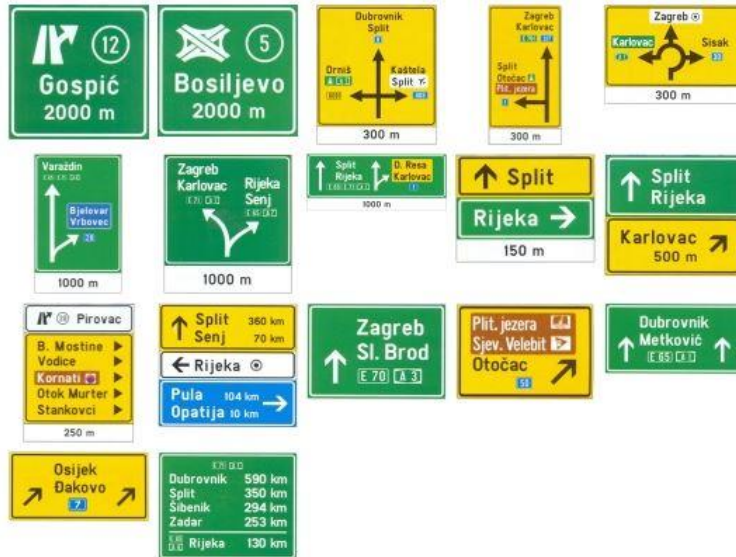 12
Gospić
2000 m
5
Bosiljevo
2000 m
Dubrovnik
Split
Drniš
Kaštela
Split
300 m
Zagreb
Karlovac
Split
Otočac
Plit. jezera
300 m
Zagreb
Karlovac
Sisak
300 m
Varaždin
Bjelovar
Vrbovec
28
1000 m
Zagreb
Karlovac
Rijeka
Senj
1000 m
Split
Rijeka
D. Resa
Karlovac
1000 m
Split
Rijeka
150 m
Split
Rijeka
Karlovac
500 m
Pirovac
B. Mostine
Vodice
Kornati
Otok Murter
Stankovci
250 m
Split 360 km
Senj 70 km
Rijeka
Pula 104 km
Opatija 10 km
Zagreb
Sl. Brod
E 70 A 3
Plit. jezera
Sjev. Velebit
Otočac
50
Dubrovnik
Metković
E 65 A 1
Osijek
Đakovo
7
Dubrovnik 590 km
Split 350 km
Šibenik 294 km
Zadar 253 km
Rijeka 130 km